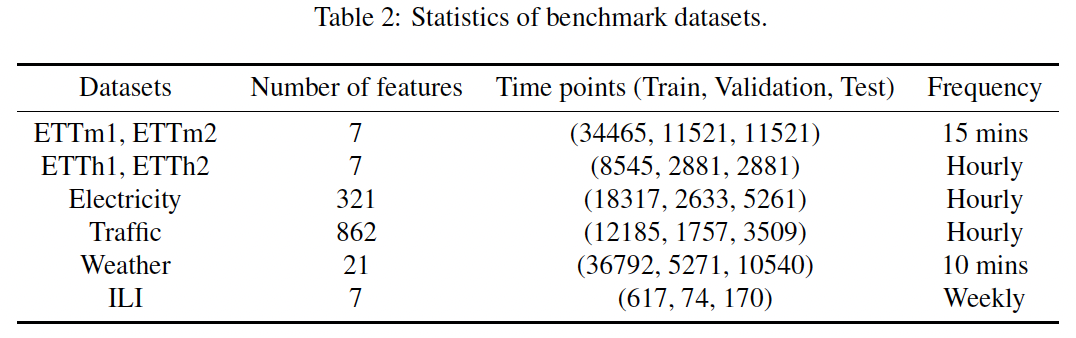 Table 2: Statistics of benchmark datasets.
Datasets Number of features Time points (Train, Validation, Test) Frequency
ETTm1, ETTm2 7 (34465, 11521, 11521) 15 mins
ETTh1, ETTh2 7 (8545, 2881, 2881) Hourly
Electricity 321 (18317, 2633, 5261) Hourly
Traffic 862 (12185, 1757, 3509) Hourly
Weather 21 (36792, 5271, 10540) 10 mins
ILI 7 (617, 74, 170) Weekly